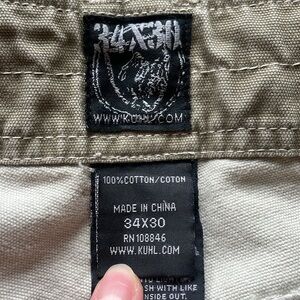 34X30
WWW.KUHL.COM
100%COTTON/COTON
MADE IN CHINA
34X30
RN108846
WWW.KUHL.COM
SH WITH LIKE
NSIDE OUT.